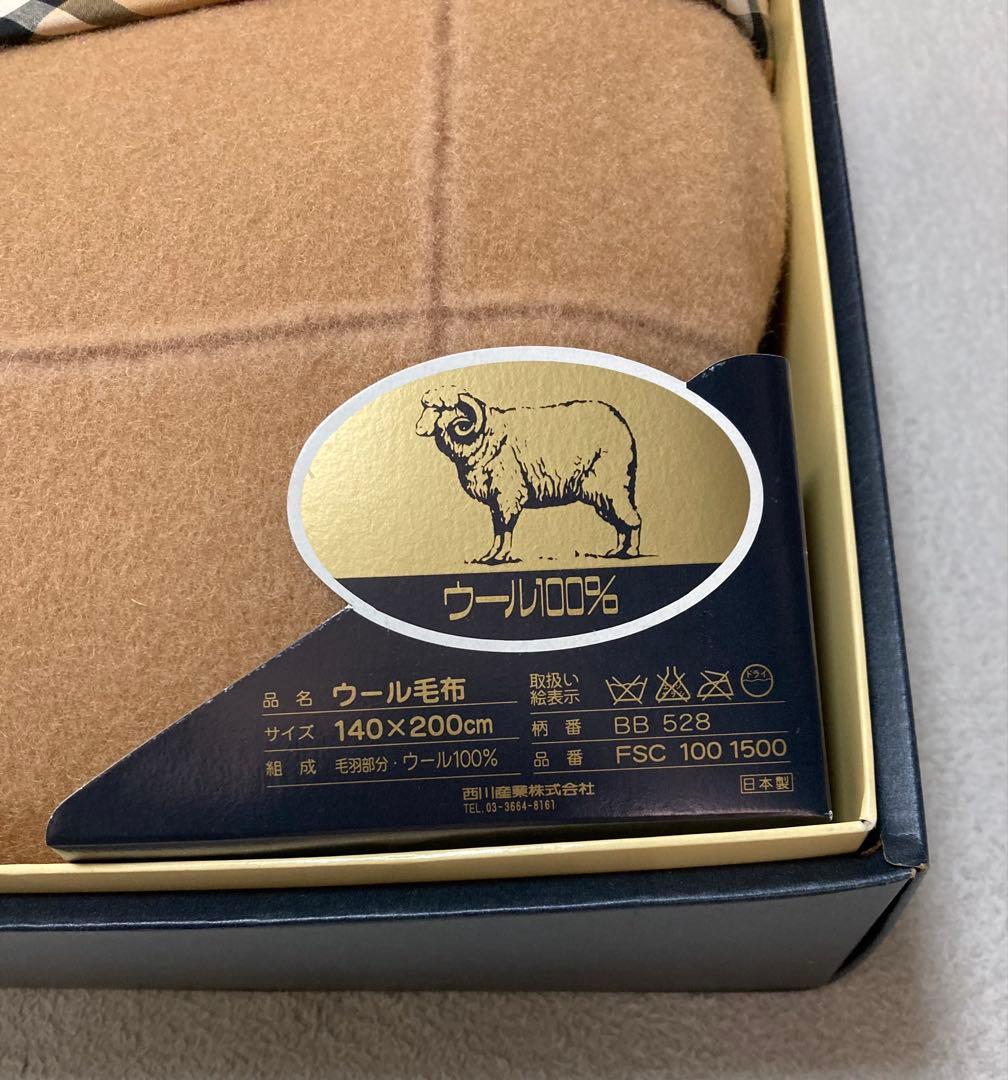 ウール100%
品名 ウール毛布
サイズ 140×200cm
組成 毛羽部分・ウール100%
取扱い
絵表示 ドライ
柄番 BB 528
品番 FSC 100 1500
西川産業株式会社
TEL.03-3664-8161
日本製